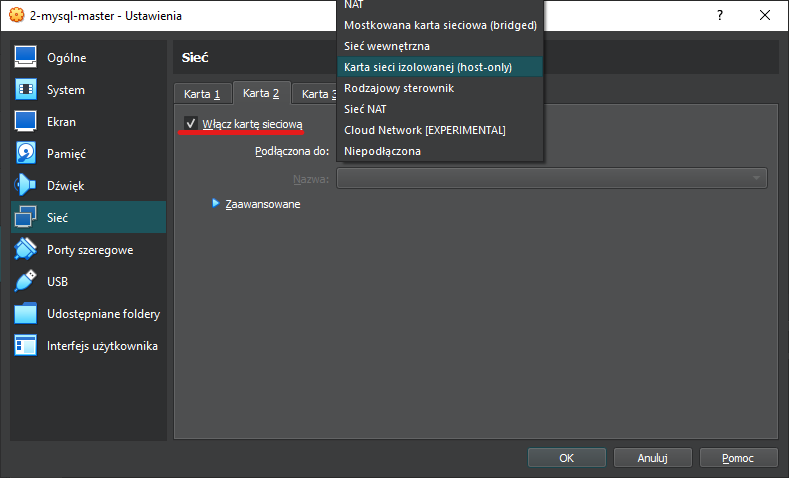 2-mysql-master - Ustawienia
?
Ogólne
System
Ekran
Pamięć
Dźwięk
Sieć
Porty szeregowe
USB
Udostępniane foldery
Interfejs użytkownika
Sieć
Karta 1
Karta 2
Karta 3
Włącz kartę sieciową
Podłączona do:
NAT
Mostkowana karta sieciowa (bridged)
Sieć wewnętrzna
Karta sieci izolowanej (host-only)
Rodzajowy sterownik
Sieć NAT
Cloud Network [EXPERIMENTAL]
Niepodłączona
Nazwa:
Zaawansowane
OK
Anuluj
Pomoc